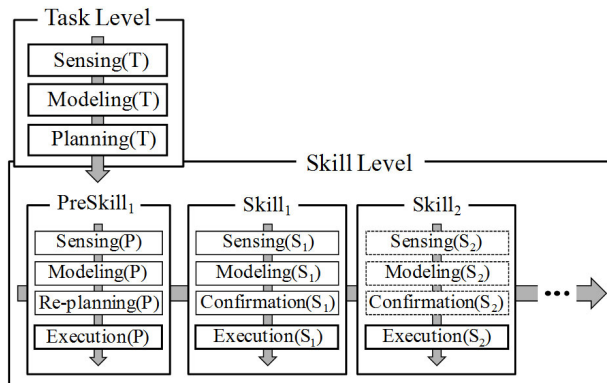 Task Level
Sensing(T)
Modeling(T)
Planning(T)
Skill Level
PreSkill₁
Sensing(P)
Modeling(P)
Re-planning(P)
Execution(P)
Skill₁
Sensing(S₁)
Modeling(S₁)
Confirmation(S₁)
Execution(S₁)
Skill₂
Sensing(S₂)
Modeling(S₂)
Confirmation(S₂)
Execution(S₂)
•••